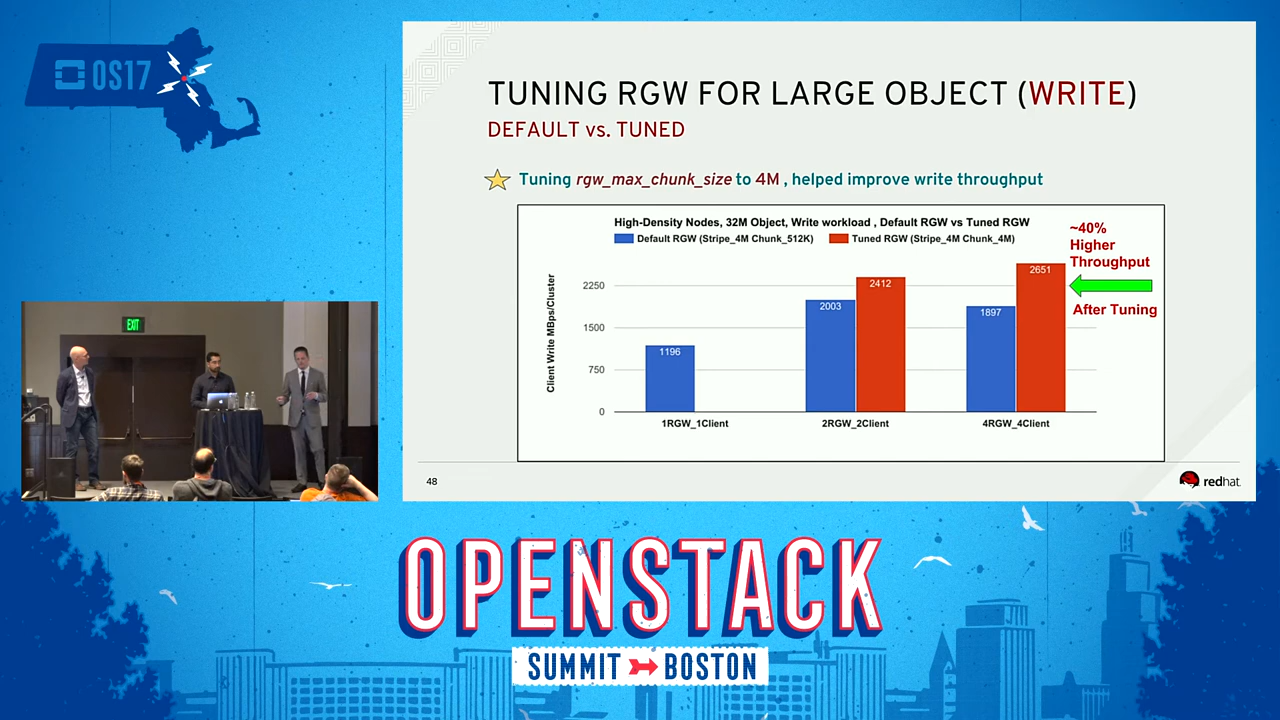 OS17
TUNING RGW FOR LARGE OBJECT (WRITE)
DEFAULT vs. TUNED
Tuning rgw_max_chunk_size to 4M , helped improve write throughput
High-Density Nodes, 32M Object, Write workload , Default RGW vs Tuned RGW
Default RGW (Stripe_4M Chunk_512K)
Tuned RGW (Stripe_4M Chunk_4M)
~40%
Higher
Throughput
After Tuning
Client Write MBps/Cluster
2250
1500
750
0
1196
2003
2412
1897
2651
1RGW_1Client
2RGW_2Client
4RGW_4Client
48
redhat.
EXIT
OPENSTACK
SUMMIT BOSTON